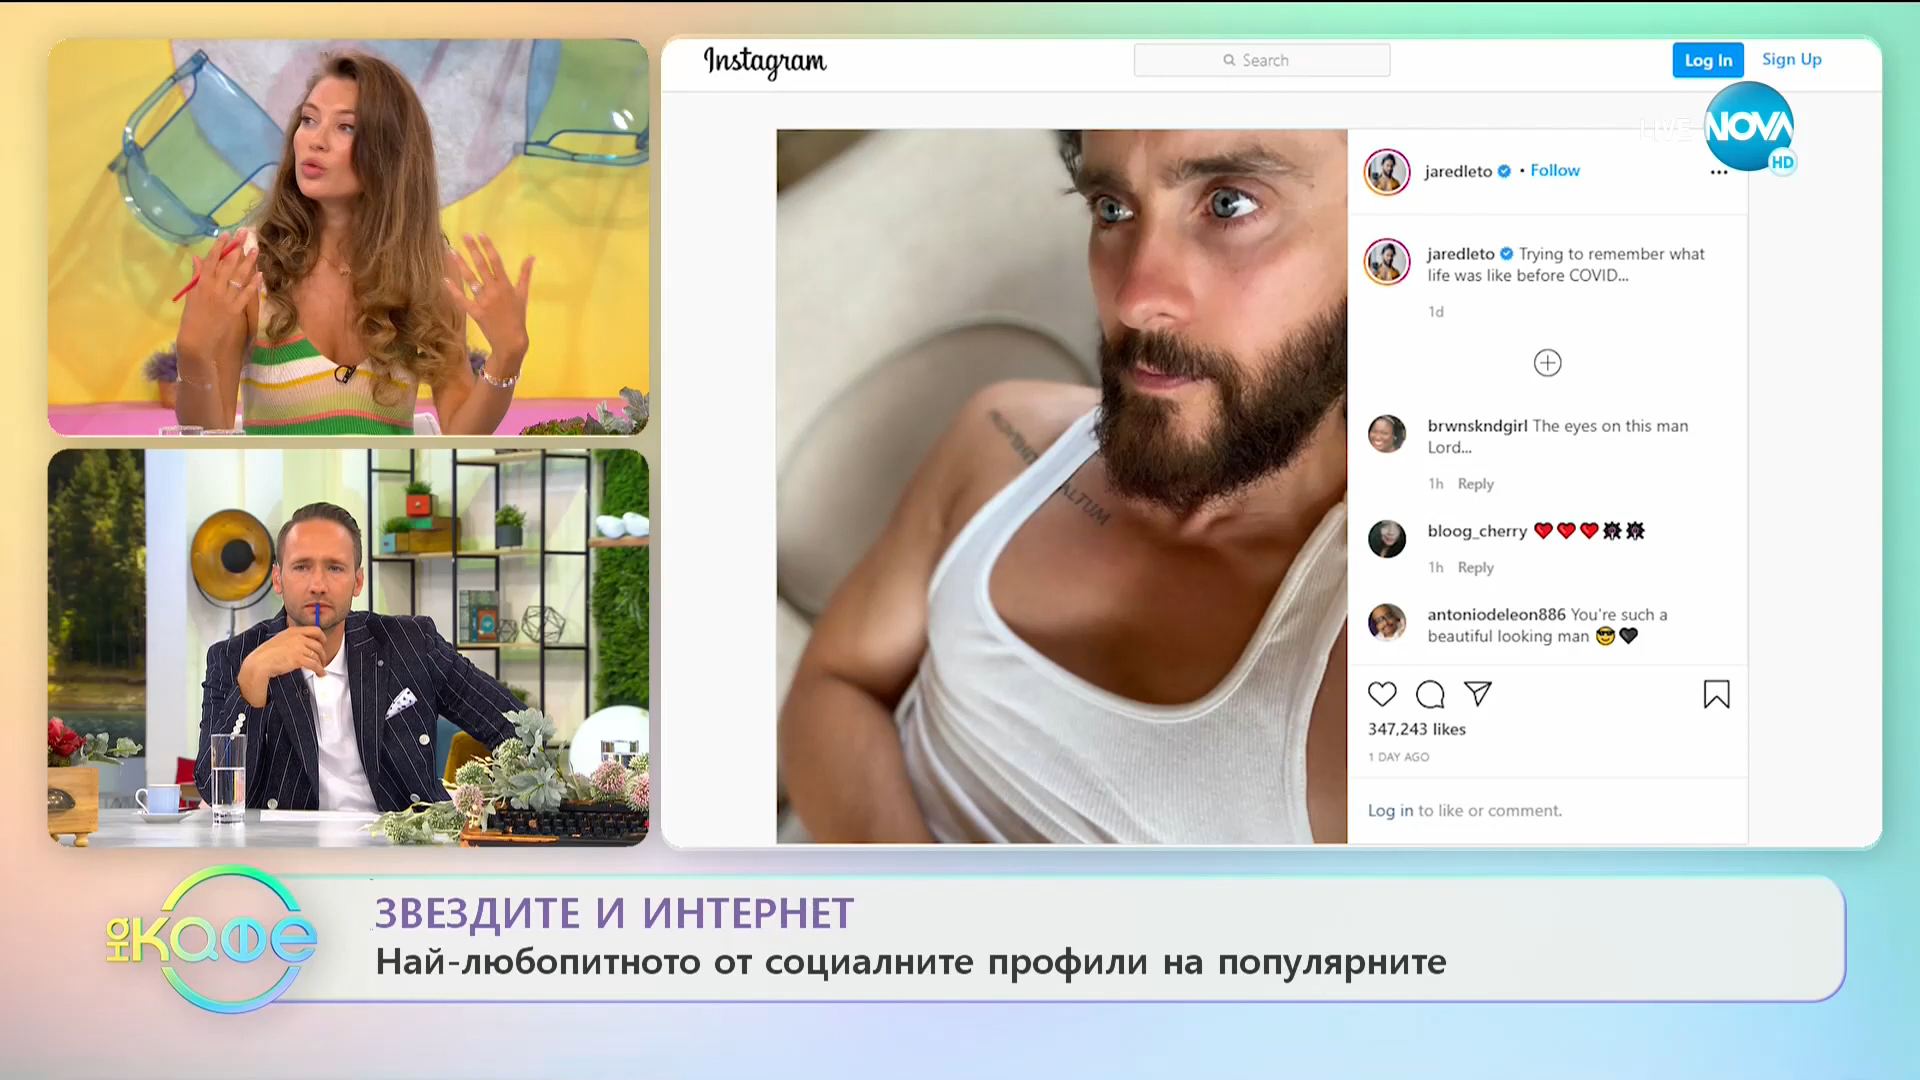 Instagram
Search
Log In
Sign Up
LIVE
NOVA
HD
jaredleto • Follow
jaredleto Trying to remember what
life was like before COVID...
1d
brwnskndgirl The eyes on this man
Lord...
1h Reply
bloog_cherry ❤️❤️❤️
1h Reply
antoniodeleon886 You're such a
beautiful looking man 😎🖤
347,243 likes
1 DAY AGO
Log in to like or comment.
ALTUM
на кафе
ЗВЕЗДИТЕ И ИНТЕРНЕТ
Най-любопитното от социалните профили на популярните